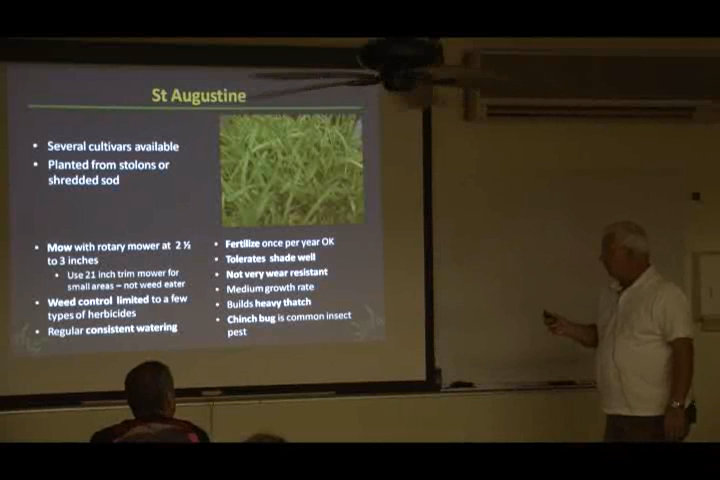 St Augustine
• Several cultivars available
• Planted from stolons or
shredded sod
• Mow with rotary mower at 2 ½
to 3 inches
• Use 21 inch trim mower for
small areas – not weed eater
• Weed control limited to a few
types of herbicides
• Regular consistent watering
• Fertilize once per year OK
• Tolerates shade well
• Not very wear resistant
• Medium growth rate
• Builds heavy thatch
• Chinch bug is common insect
pest